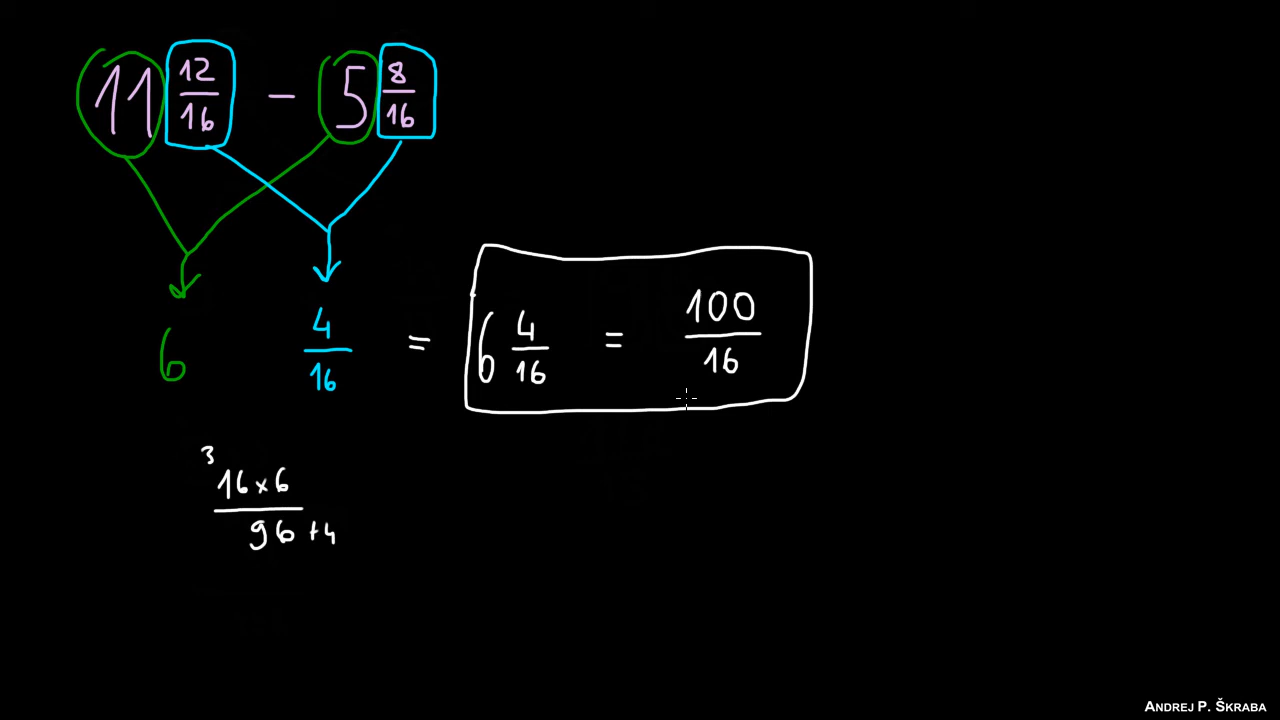 11 12/16 - 5 8/16
6 4/16 = 6 4/16 = 100/16
3
16 × 6
96 + 4
ANDREJ P. ŠKRABA